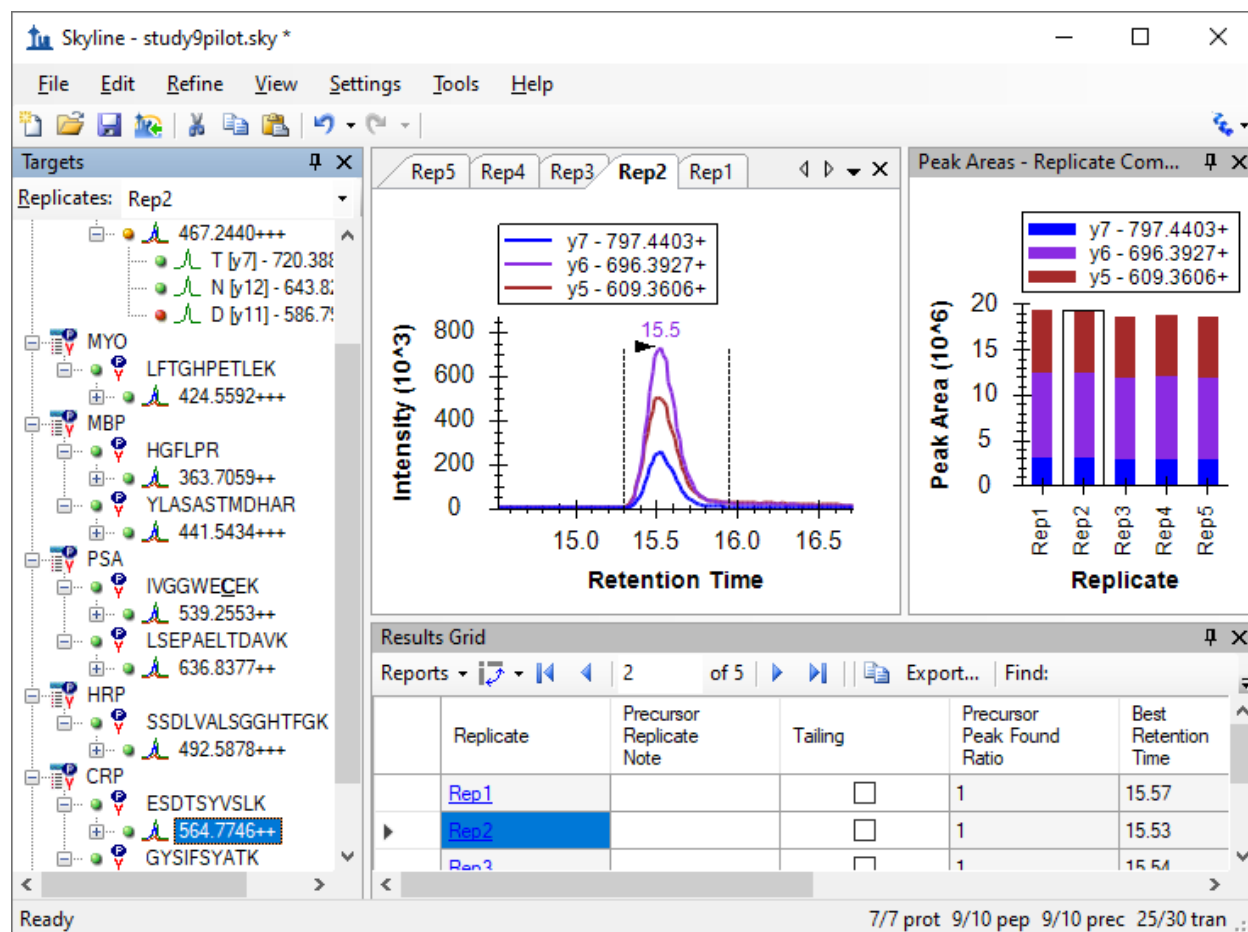 Skyline - study9pilot.sky *
File Edit Refine View Settings Tools Help
Targets
Replicates: Rep2
467.2440+++
T [y7] - 720.388
N [y12] - 643.82
D [y11] - 586.79
MYO
LFTGHPETLEK
424.5592+++
MBP
HGFLPR
363.7059++
YLASASTMDHAR
441.5434+++
PSA
IVGGWECEK
539.2553++
LSEPAELTDAVK
636.8377++
HRP
SSDLVALSGGHTFGK
492.5878+++
CRP
ESDTSYVSLK
564.7746++
GYSIFSYATK
Rep5 Rep4 Rep3 Rep2 Rep1
y7 - 797.4403+
y6 - 696.3927+
y5 - 609.3606+
15.5
800
600
400
200
0
Intensity (10^3)
15.0 15.5 16.0 16.5
Retention Time
Peak Areas - Replicate Com...
y7 - 797.4403+
y6 - 696.3927+
y5 - 609.3606+
20
15
10
5
0
Peak Area (10^6)
Rep1 Rep2 Rep3 Rep4 Rep5
Replicate
Results Grid
Reports 2 of 5 Export... Find:
Replicate Precursor Replicate Note Tailing Precursor Peak Found Ratio Best Retention Time
Rep1 1 15.57
Rep2 1 15.53
Rep3 1 15.54
Ready 7/7 prot 9/10 pep 9/10 prec 25/30 tran